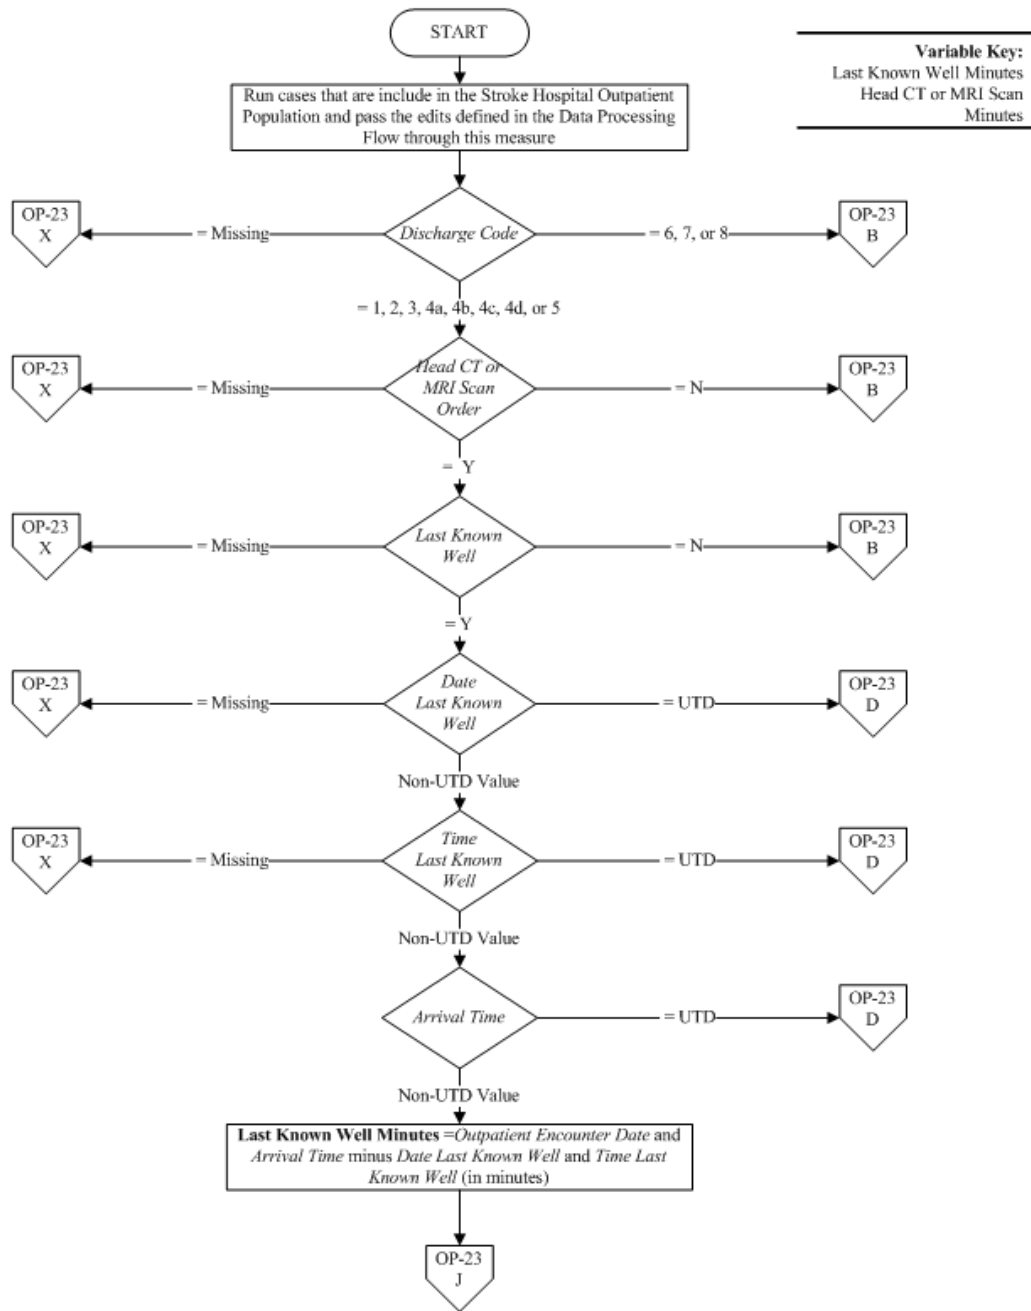 START
Variable Key:
Last Known Well Minutes
Head CT or MRI Scan
Minutes
Run cases that are include in the Stroke Hospital Outpatient
Population and pass the edits defined in the Data Processing
Flow through this measure
OP-23
X
= Missing
Discharge Code
= 6, 7, or 8
OP-23
B
= 1, 2, 3, 4a, 4b, 4c, 4d, or 5
OP-23
X
= Missing
Head CT or
MRI Scan
Order
= N
OP-23
B
= Y
OP-23
X
= Missing
Last Known
Well
= N
OP-23
B
= Y
OP-23
X
= Missing
Date
Last Known
Well
= UTD
OP-23
D
Non-UTD Value
OP-23
X
= Missing
Time
Last Known
Well
= UTD
OP-23
D
Non-UTD Value
Arrival Time
= UTD
OP-23
D
Non-UTD Value
Last Known Well Minutes =Outpatient Encounter Date and
Arrival Time minus Date Last Known Well and Time Last
Known Well (in minutes)
OP-23
J